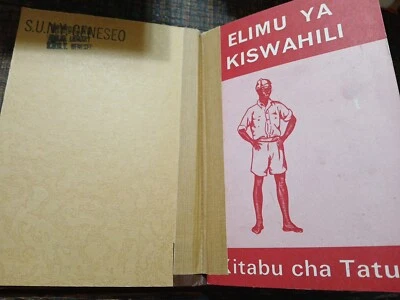 S.U.N.Y. GENESEO
ELIMU YA
KISWAHILI
Kitabu cha Tatu